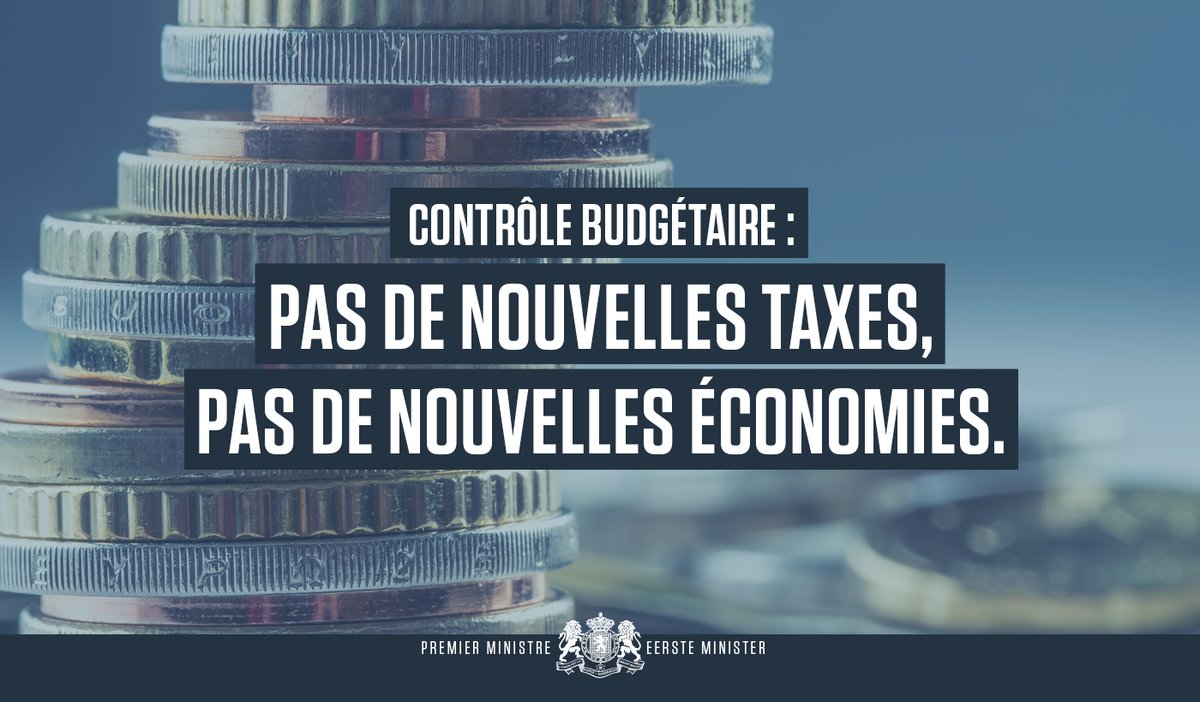 CONTRÔLE BUDGÉTAIRE :
PAS DE NOUVELLES TAXES,
PAS DE NOUVELLES ÉCONOMIES.
PREMIER MINISTRE EERSTE MINISTER